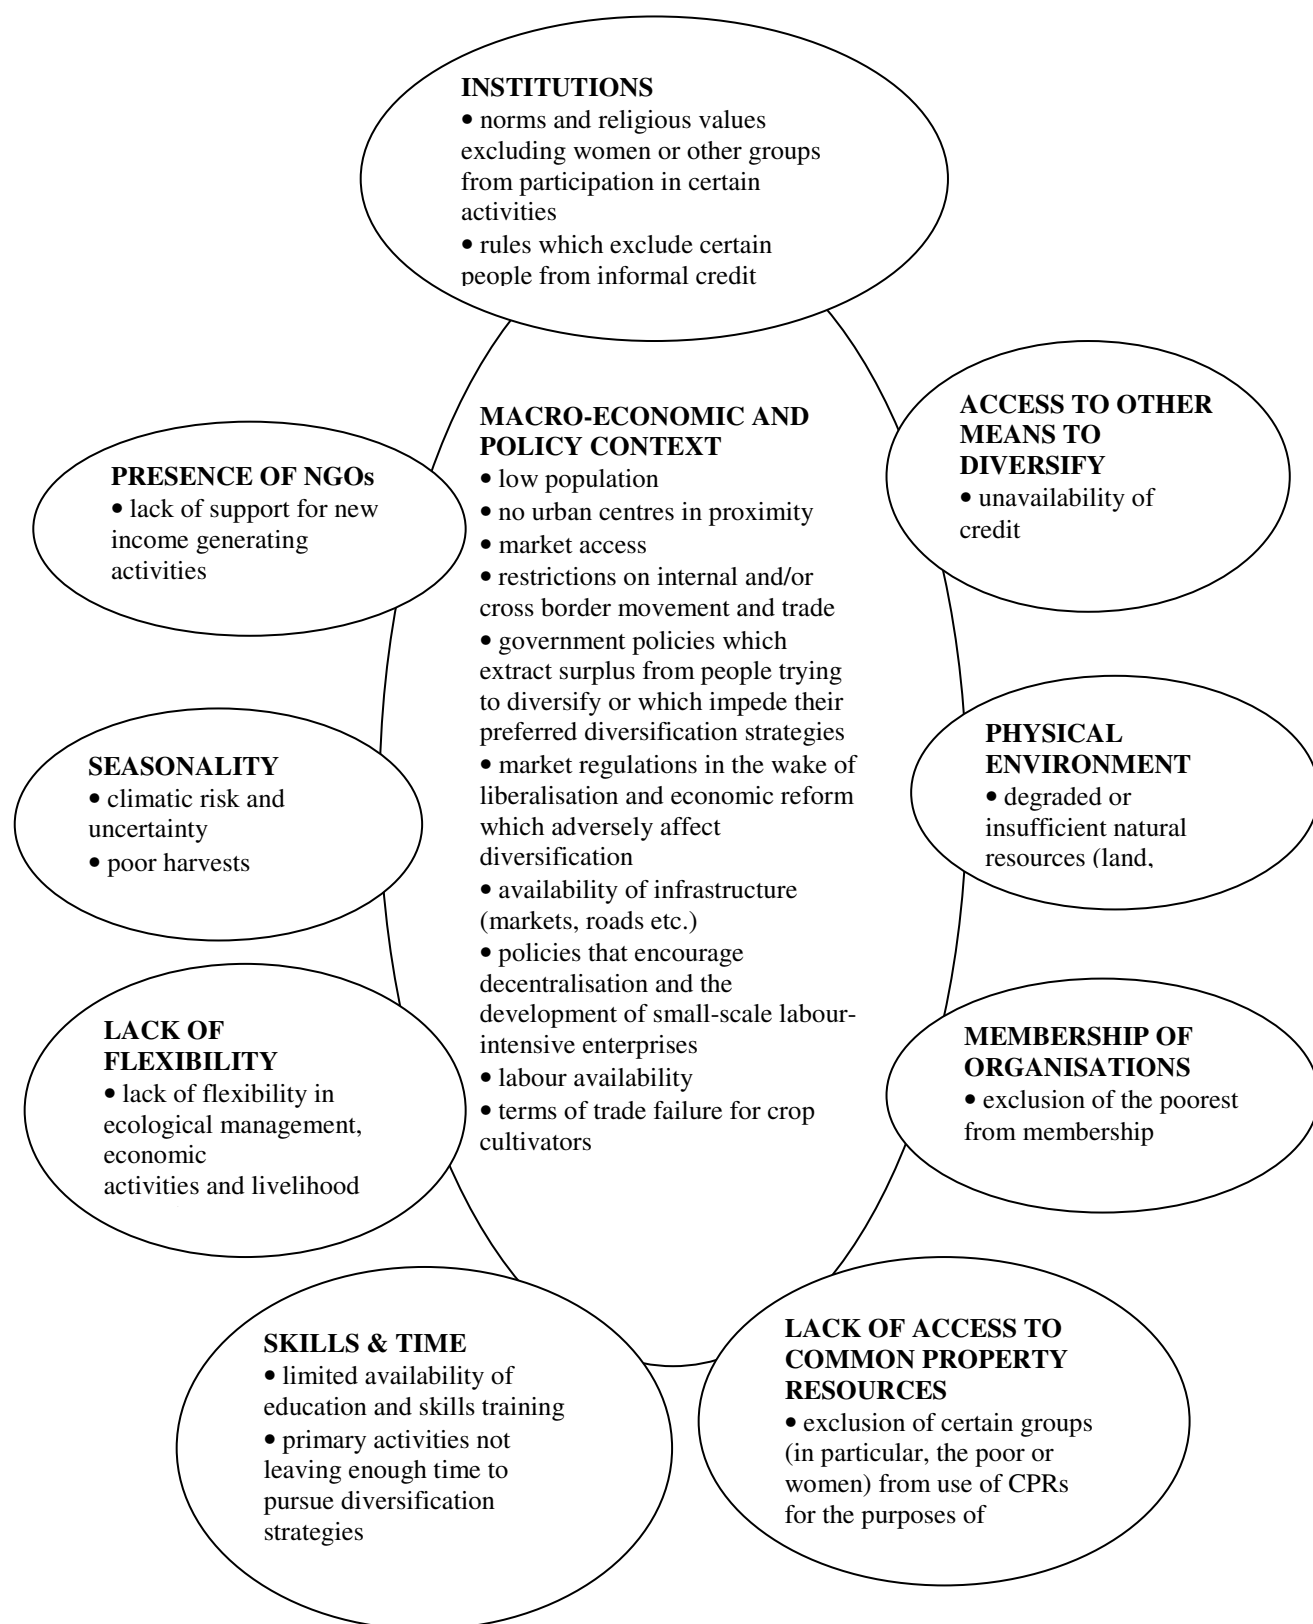 INSTITUTIONS
• norms and religious values
excluding women or other groups
from participation in certain
activities
• rules which exclude certain
people from informal credit
MACRO-ECONOMIC AND
POLICY CONTEXT
• low population
• no urban centres in proximity
• market access
• restrictions on internal and/or
cross border movement and trade
• government policies which
extract surplus from people trying
to diversify or which impede their
preferred diversification strategies
• market regulations in the wake of
liberalisation and economic reform
which adversely affect
diversification
• availability of infrastructure
(markets, roads etc.)
• policies that encourage
decentralisation and the
development of small-scale labour-
intensive enterprises
• labour availability
• terms of trade failure for crop
cultivators
ACCESS TO OTHER
MEANS TO
DIVERSIFY
• unavailability of
credit
PRESENCE OF NGOs
• lack of support for new
income generating
activities
PHYSICAL
ENVIRONMENT
• degraded or
insufficient natural
resources (land,
SEASONALITY
• climatic risk and
uncertainty
• poor harvests
MEMBERSHIP OF
ORGANISATIONS
• exclusion of the poorest
from membership
LACK OF
FLEXIBILITY
• lack of flexibility in
ecological management,
economic
activities and livelihood
LACK OF ACCESS TO
COMMON PROPERTY
RESOURCES
• exclusion of certain groups
(in particular, the poor or
women) from use of CPRs
for the purposes of
SKILLS & TIME
• limited availability of
education and skills training
• primary activities not
leaving enough time to
pursue diversification
strategies